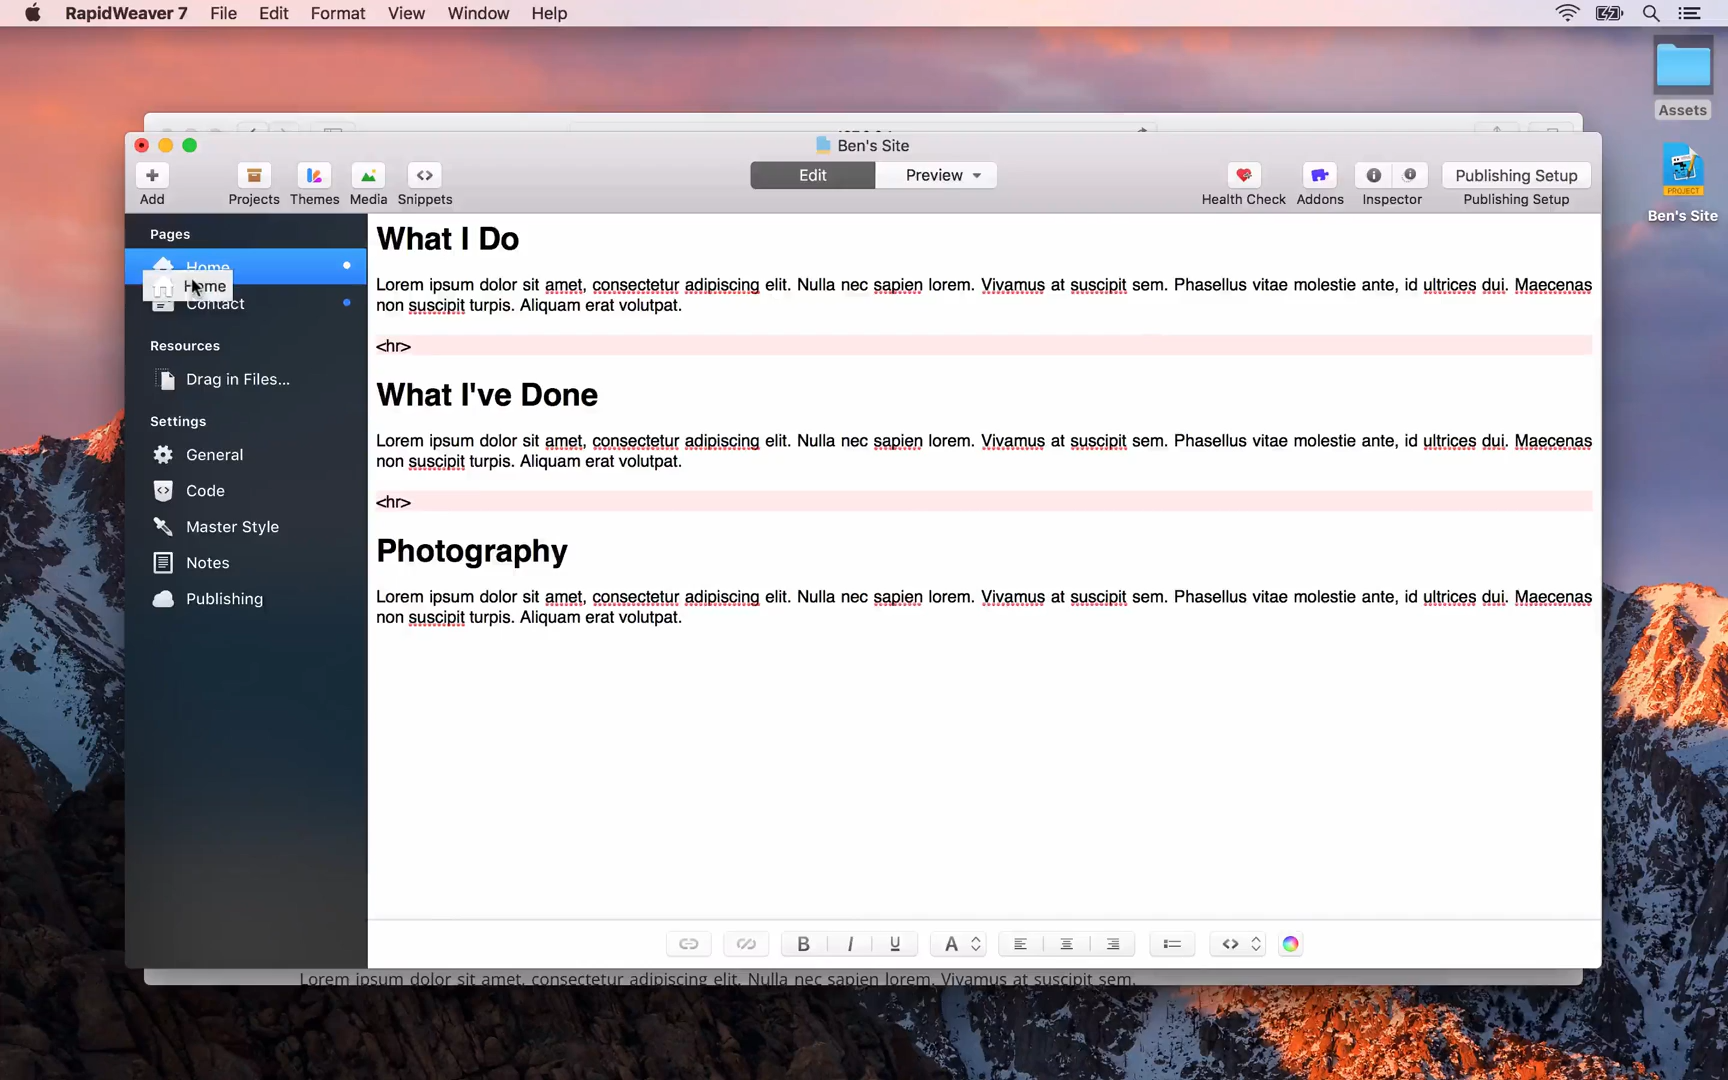 RapidWeaver 7 File Edit Format View Window Help
Assets
PROJECT
Ben's Site
Ben's Site
Edit Preview Publishing Setup
Add Projects Themes Media Snippets Health Check Addons Inspector Publishing Setup
Pages
Home
Home
Contact
Resources
Drag in Files...
Settings
General
Code
Master Style
Notes
Publishing
What I Do
Lorem ipsum dolor sit amet, consectetur adipiscing elit. Nulla nec sapien lorem. Vivamus at suscipit sem. Phasellus vitae molestie ante, id ultrices dui. Maecenas
non suscipit turpis. Aliquam erat volutpat.
<hr>
What I've Done
Lorem ipsum dolor sit amet, consectetur adipiscing elit. Nulla nec sapien lorem. Vivamus at suscipit sem. Phasellus vitae molestie ante, id ultrices dui. Maecenas
non suscipit turpis. Aliquam erat volutpat.
<hr>
Photography
Lorem ipsum dolor sit amet, consectetur adipiscing elit. Nulla nec sapien lorem. Vivamus at suscipit sem. Phasellus vitae molestie ante, id ultrices dui. Maecenas
non suscipit turpis. Aliquam erat volutpat.
B I U A
Lorem ipsum dolor sit amet, consectetur adipiscing elit. Nulla nec sapien lorem. Vivamus at suscipit sem.